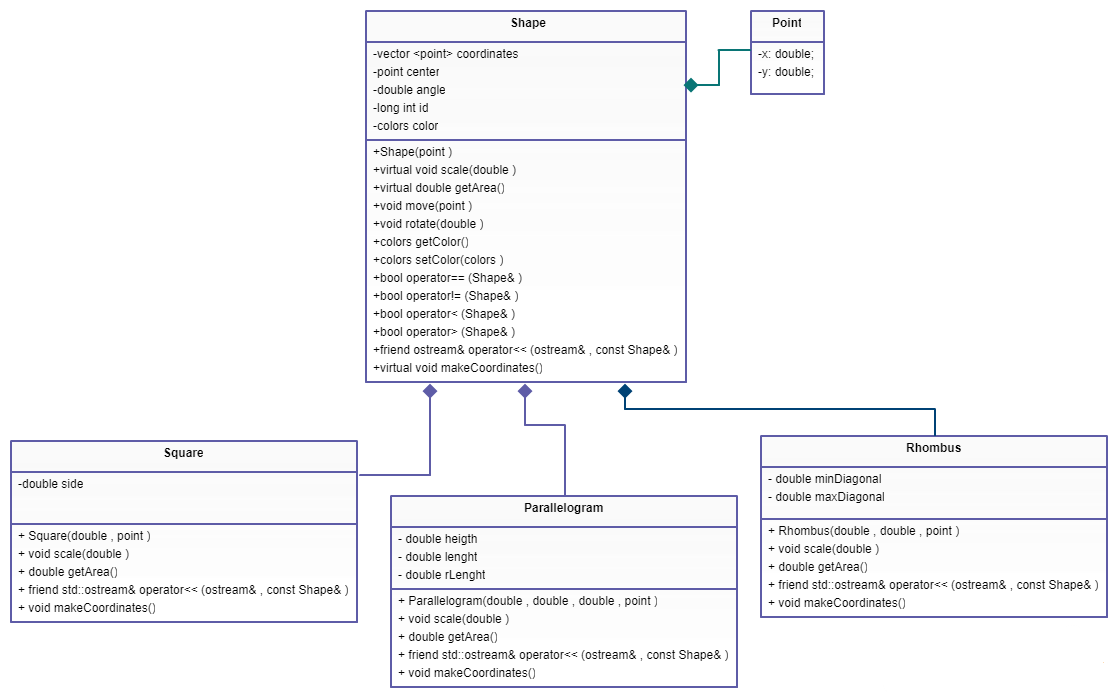 Shape
-vector <point> coordinates
-point center
-double angle
-long int id
-colors color
+Shape(point )
+virtual void scale(double )
+virtual double getArea()
+void move(point )
+void rotate(double )
+colors getColor()
+colors setColor(colors )
+bool operator== (Shape& )
+bool operator!= (Shape& )
+bool operator< (Shape& )
+bool operator> (Shape& )
+friend ostream& operator<< (ostream& , const Shape& )
+virtual void makeCoordinates()
Point
-x: double;
-y: double;
Square
-double side
+ Square(double , point )
+ void scale(double )
+ double getArea()
+ friend std::ostream& operator<< (ostream& , const Shape& )
+ void makeCoordinates()
Parallelogram
- double heigth
- double lenght
- double rLenght
+ Parallelogram(double , double , double , point )
+ void scale(double )
+ double getArea()
+ friend std::ostream& operator<< (ostream& , const Shape& )
+ void makeCoordinates()
Rhombus
- double minDiagonal
- double maxDiagonal
+ Rhombus(double , double , point )
+ void scale(double )
+ double getArea()
+ friend std::ostream& operator<< (ostream& , const Shape& )
+ void makeCoordinates()